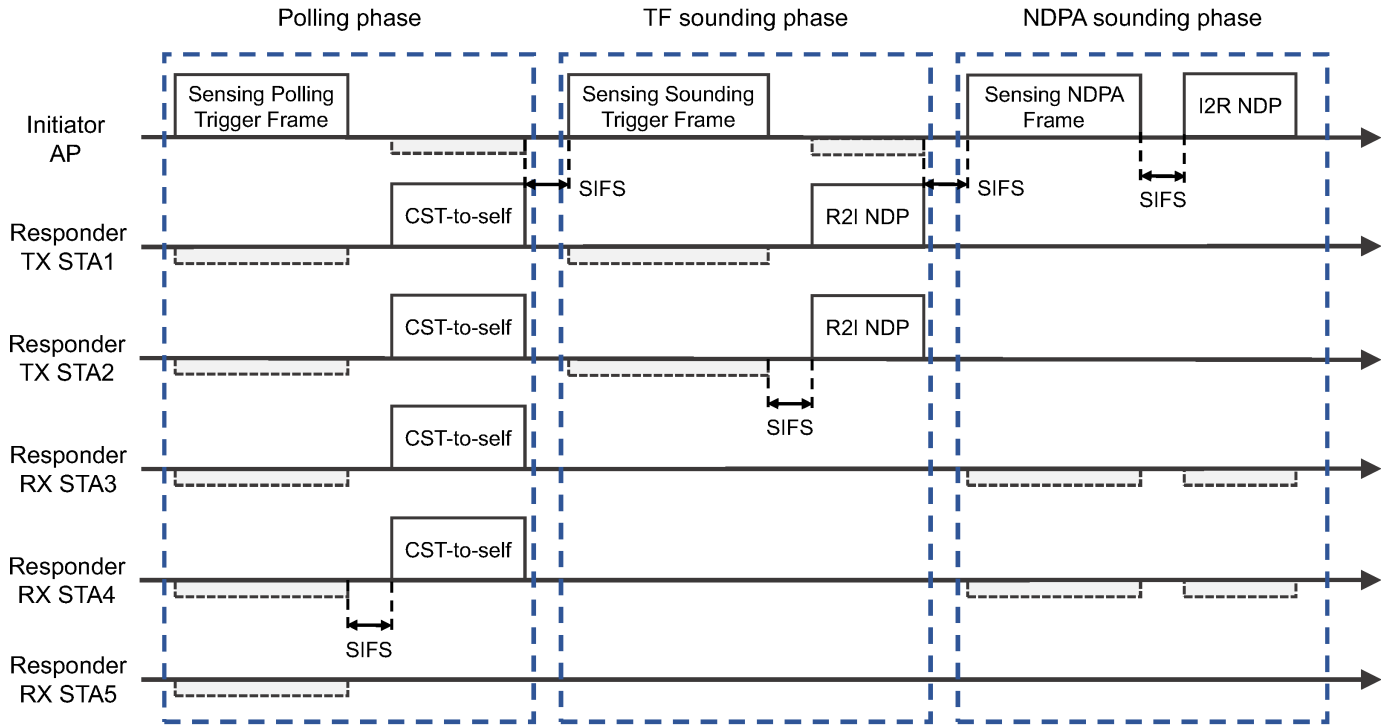 Polling phase
TF sounding phase
NDPA sounding phase
Initiator
AP
Sensing Polling
Trigger Frame
Sensing Sounding
Trigger Frame
Sensing NDPA
Frame
I2R NDP
SIFS
SIFS
SIFS
Responder
TX STA1
CST-to-self
R2I NDP
Responder
TX STA2
CST-to-self
R2I NDP
SIFS
Responder
RX STA3
CST-to-self
Responder
RX STA4
CST-to-self
SIFS
Responder
RX STA5